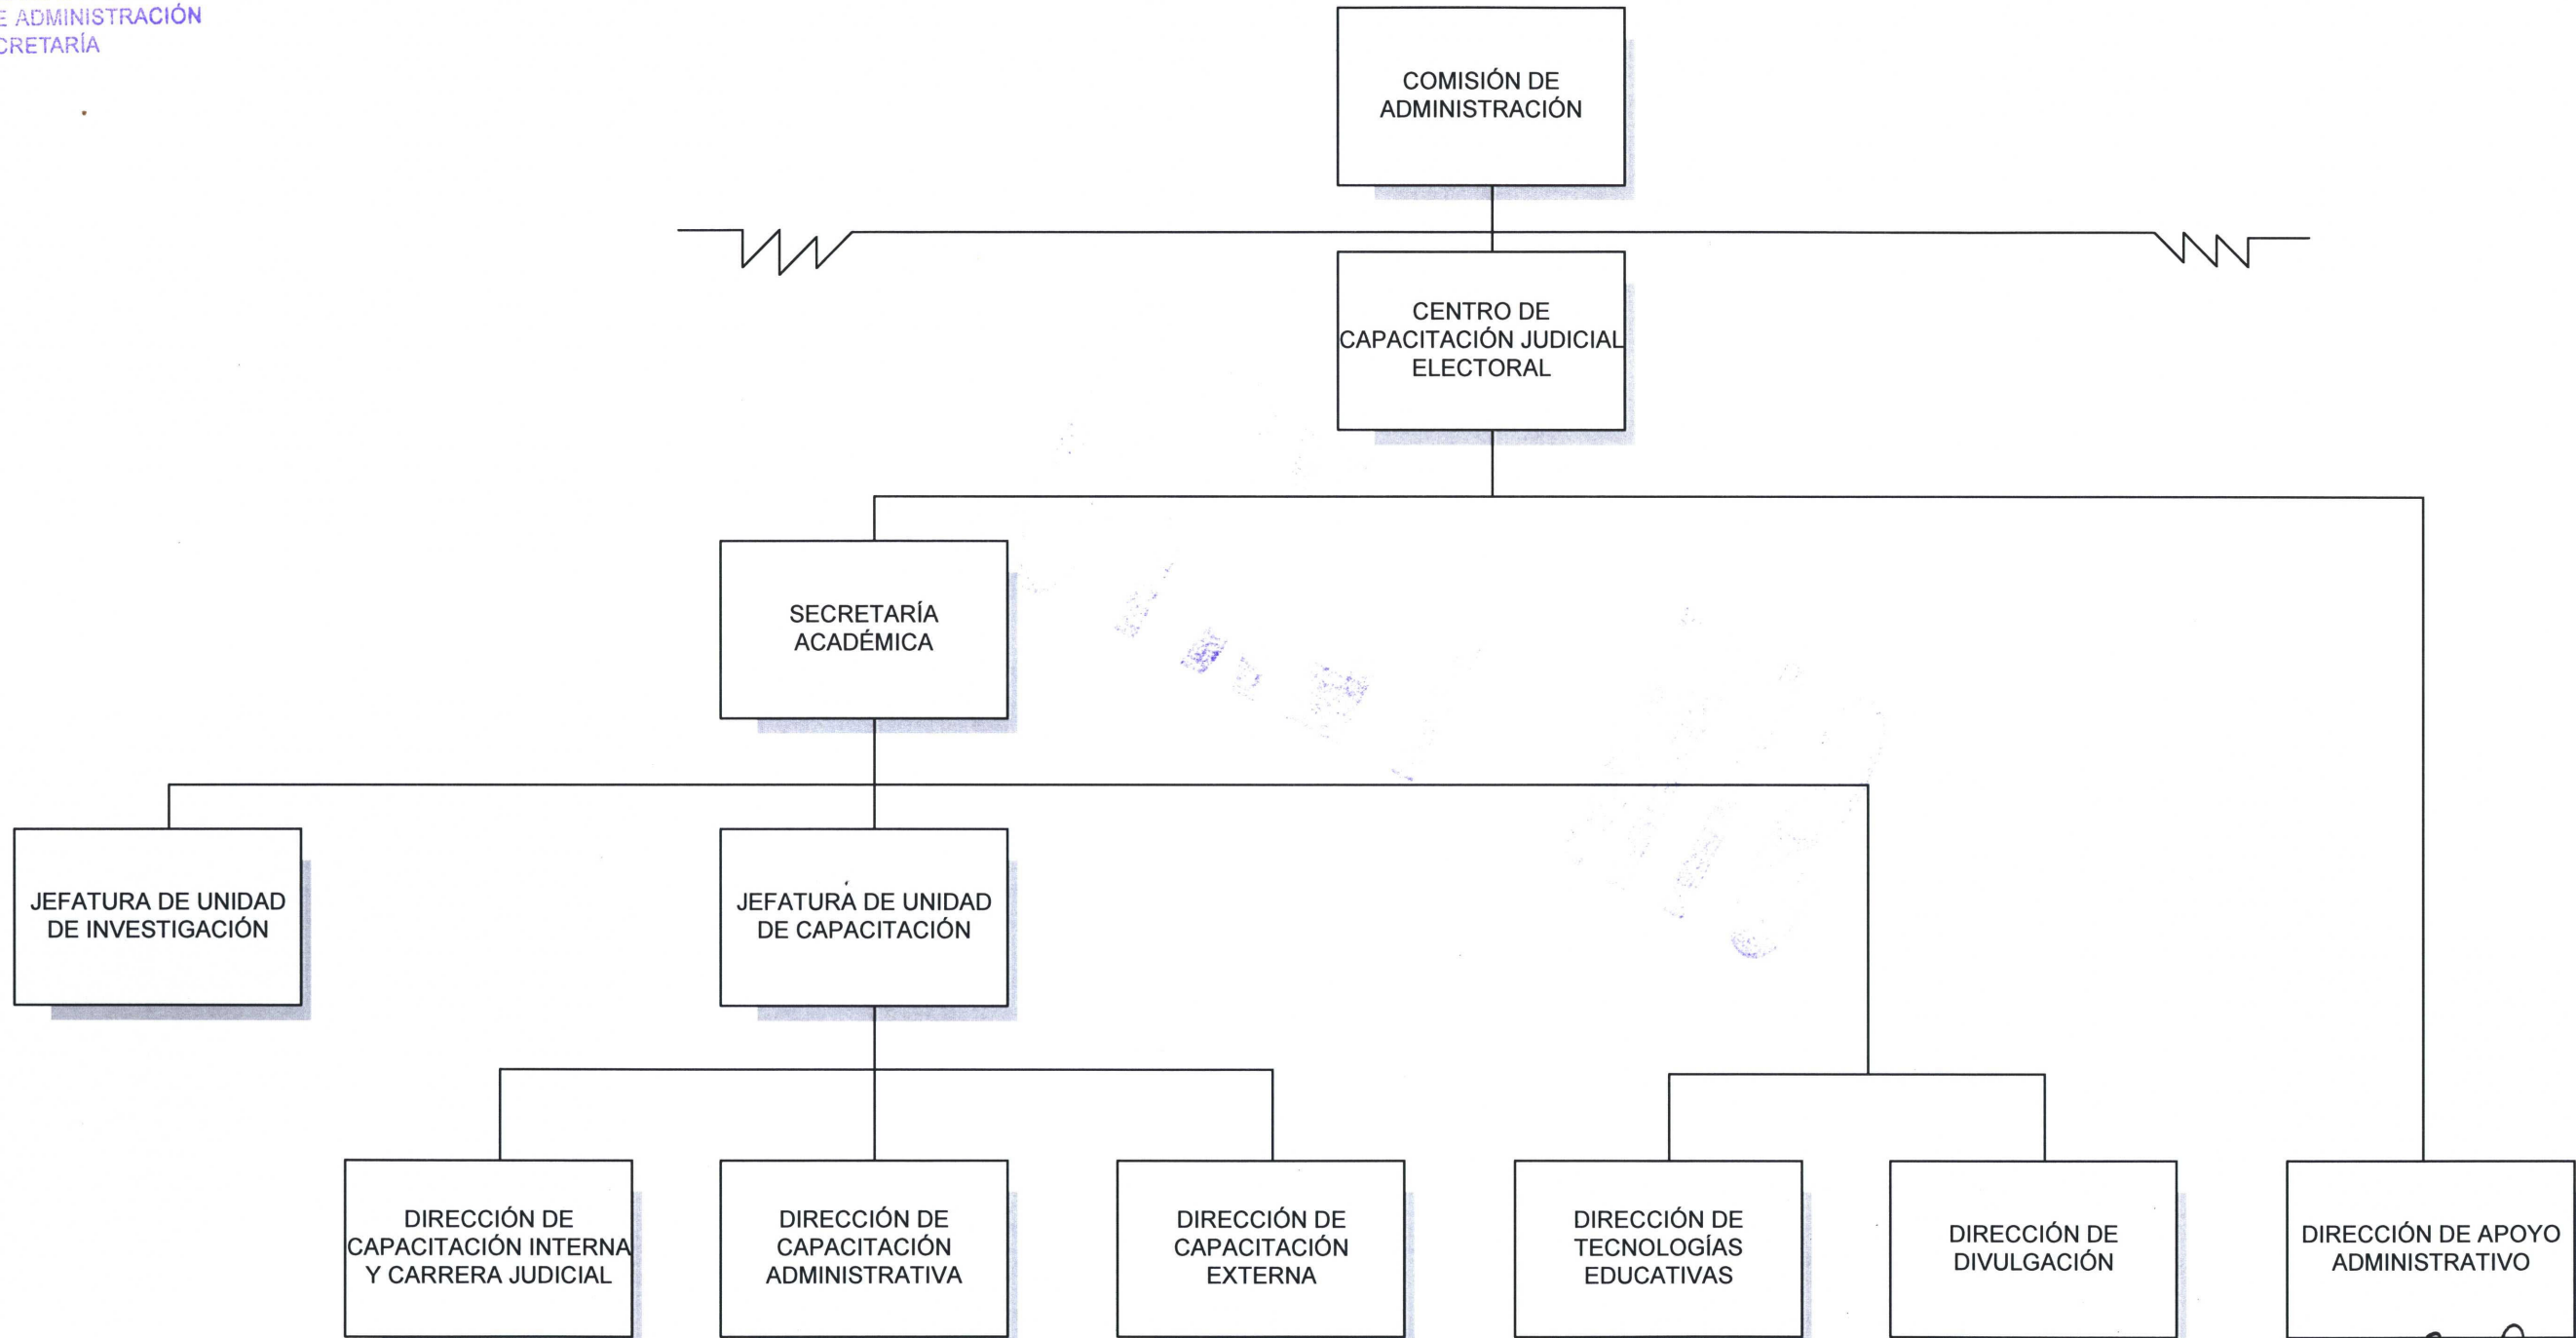 ADMINISTRACIÓN
COMISIÓN DE
ADMINISTRACIÓN
CENTRO DE
CAPACITACIÓN JUDICIAL
ELECTORAL
SECRETARÍA
ACADÉMICA
JEFATURA DE UNIDAD
DE INVESTIGACIÓN
JEFATURA DE UNIDAD
DE CAPACITACIÓN
DIRECCIÓN DE
CAPACITACIÓN INTERNA
Y CARRERA JUDICIAL
DIRECCIÓN DE
CAPACITACIÓN
ADMINISTRATIVA
DIRECCIÓN DE
CAPACITACIÓN
EXTERNA
DIRECCIÓN DE
TECNOLOGÍAS
EDUCATIVAS
DIRECCIÓN DE
DIVULGACIÓN
DIRECCIÓN DE APOYO
ADMINISTRATIVO